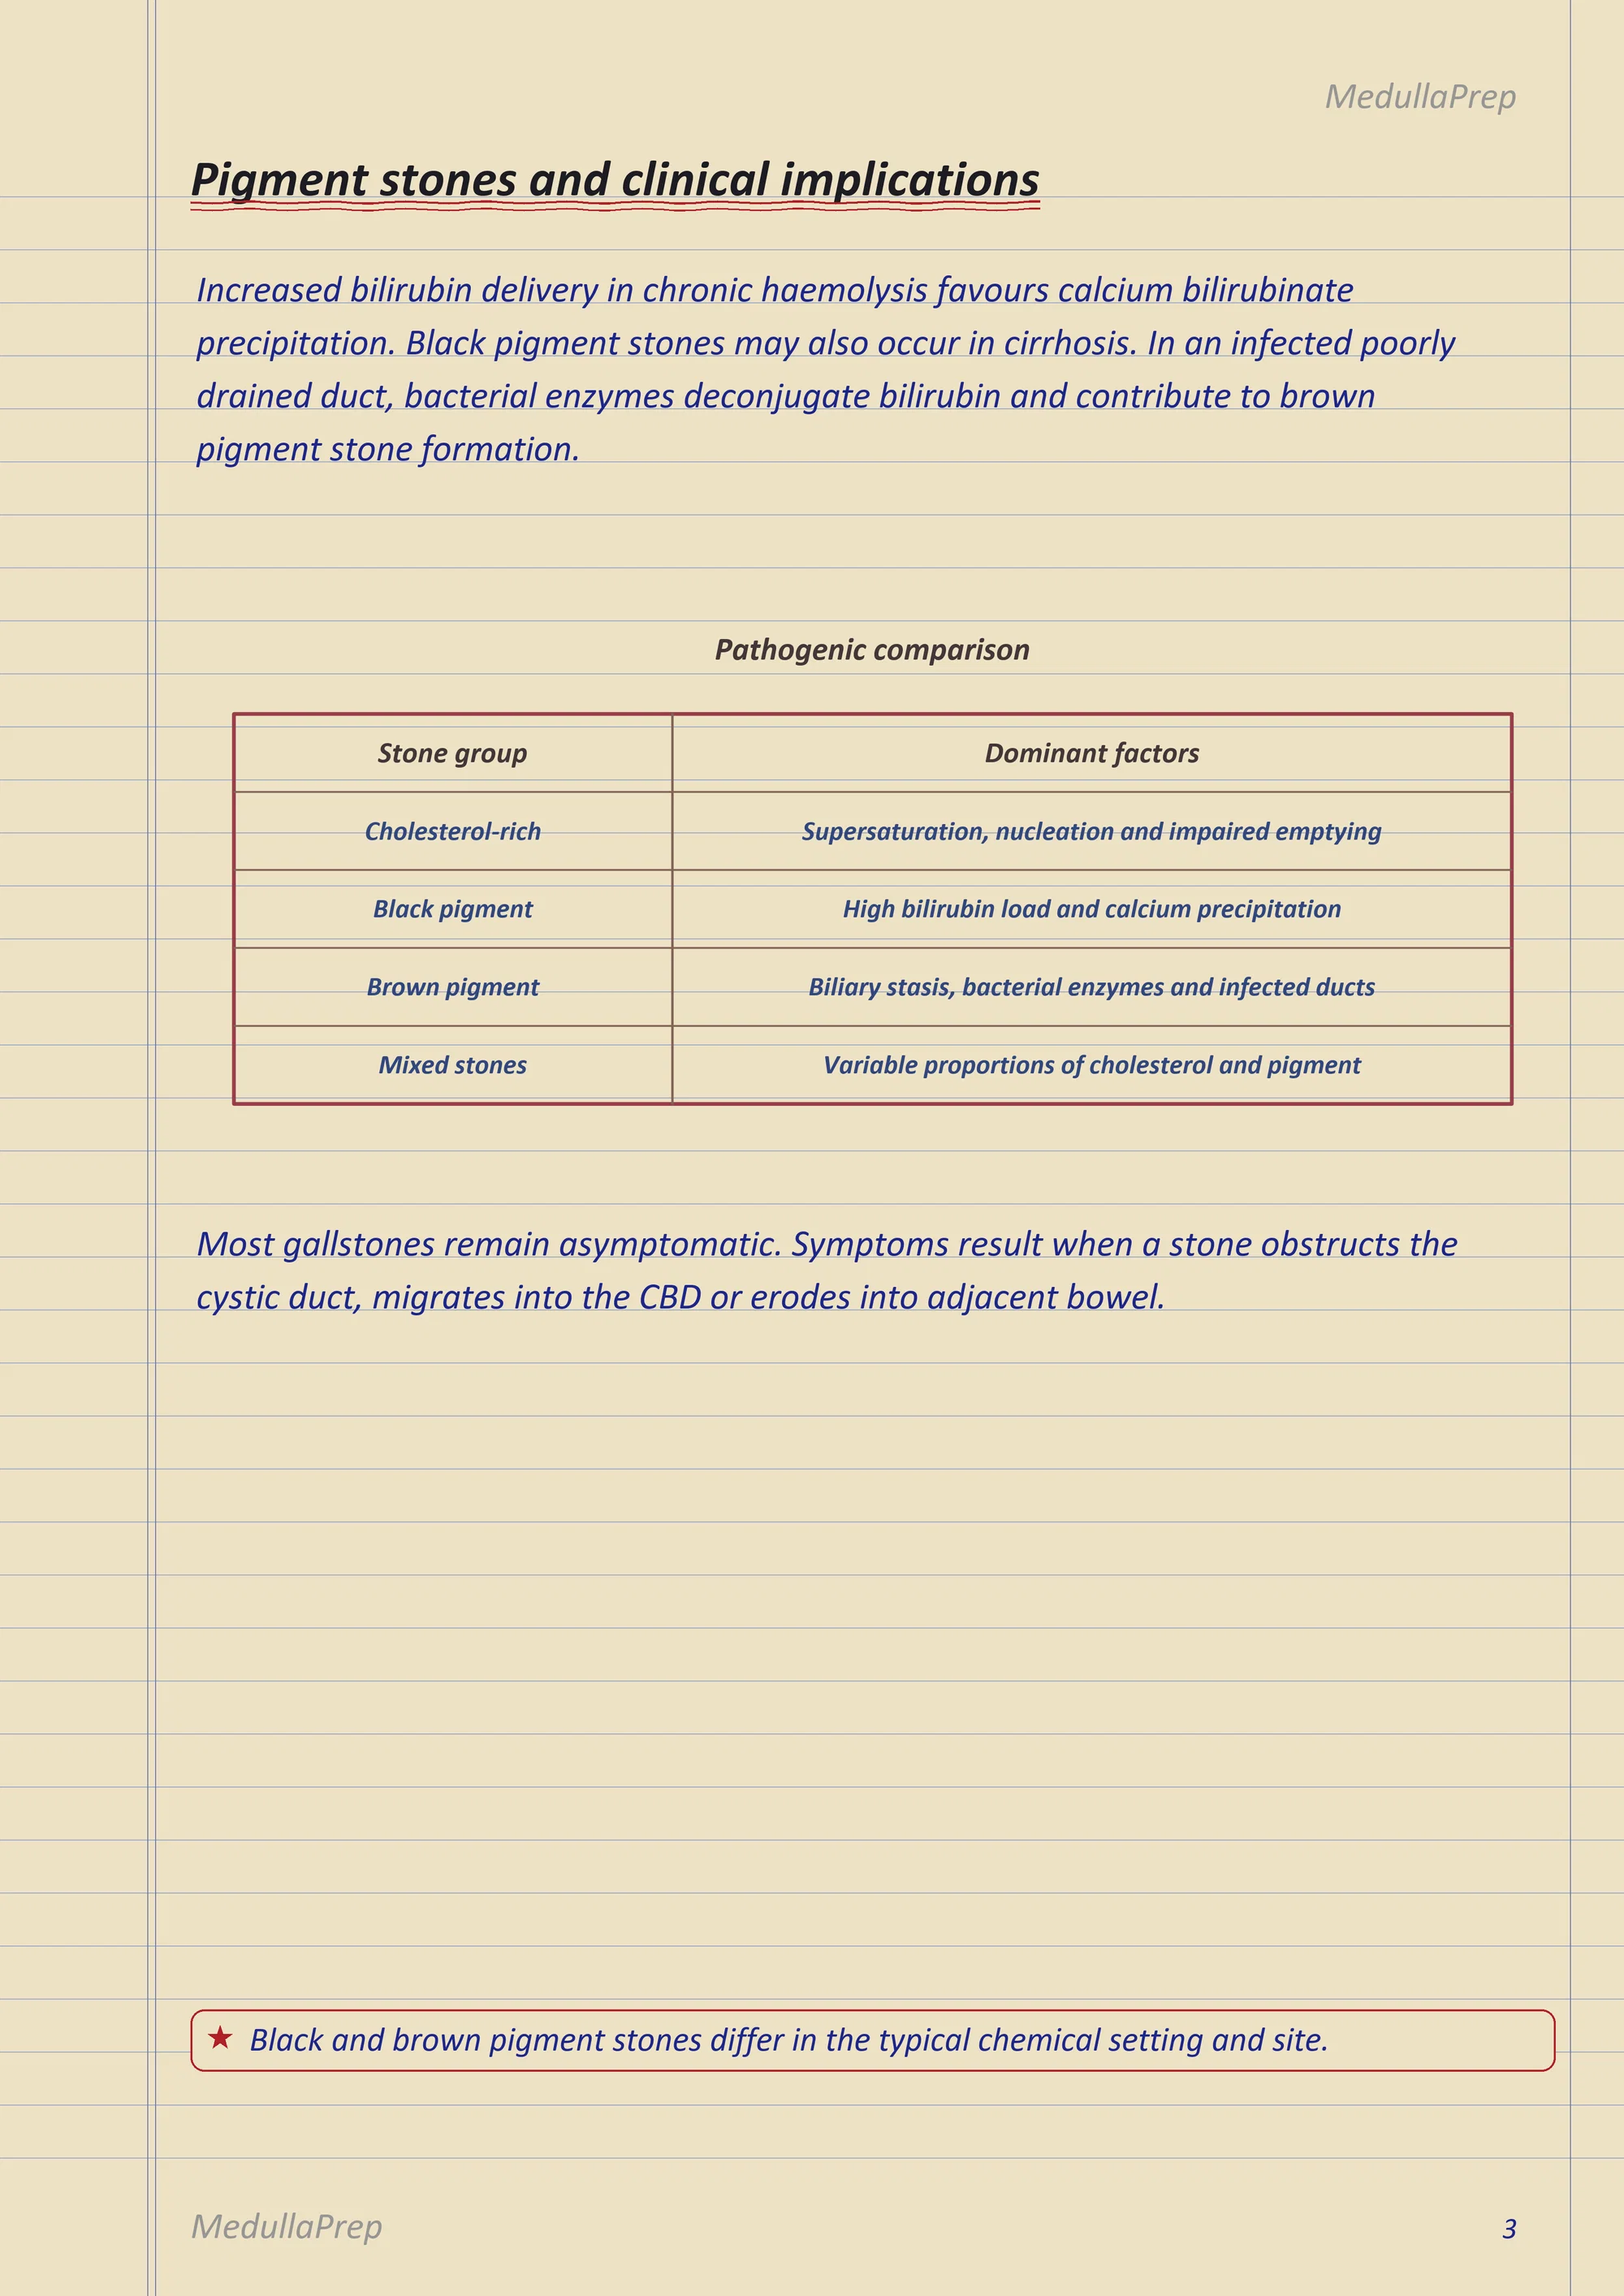 MedullaPrep
Pigment stones and clinical implications
Increased bilirubin delivery in chronic haemolysis favours calcium bilirubinate
precipitation. Black pigment stones may also occur in cirrhosis. In an infected poorly
drained duct, bacterial enzymes deconjugate bilirubin and contribute to brown
pigment stone formation.
Pathogenic comparison
Stone group Dominant factors
Cholesterol-rich Supersaturation, nucleation and impaired emptying
Black pigment High bilirubin load and calcium precipitation
Brown pigment Biliary stasis, bacterial enzymes and infected ducts
Mixed stones Variable proportions of cholesterol and pigment
Most gallstones remain asymptomatic. Symptoms result when a stone obstructs the
cystic duct, migrates into the CBD or erodes into adjacent bowel.
★ Black and brown pigment stones differ in the typical chemical setting and site.
MedullaPrep 3